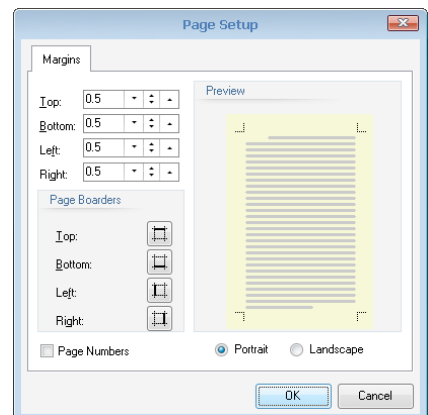 Page Setup
Margins
Top: 0.5
Bottom: 0.5
Left: 0.5
Right: 0.5
Preview
Page Boarders
Top:
Bottom:
Left:
Right:
Page Numbers
Portrait Landscape
OK Cancel